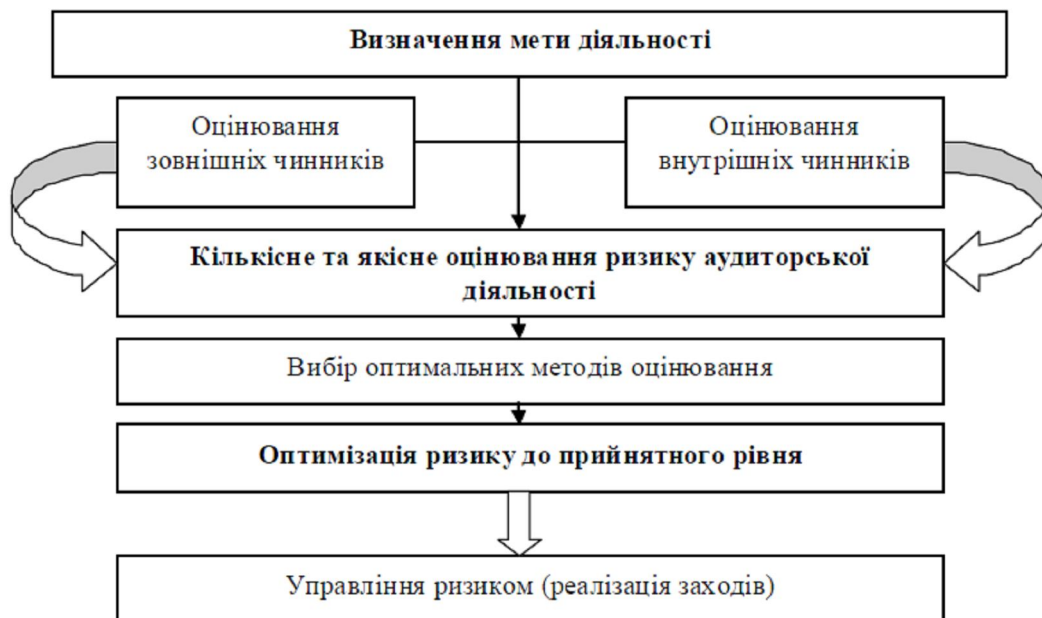 Визначення мети діяльності
Оцінювання
зовнішніх чинників
Оцінювання
внутрішніх чинників
Кількісне та якісне оцінювання ризику аудиторської
діяльності
Вибір оптимальних методів оцінювання
Оптимізація ризику до прийнятного рівня
Управління ризиком (реалізація заходів)